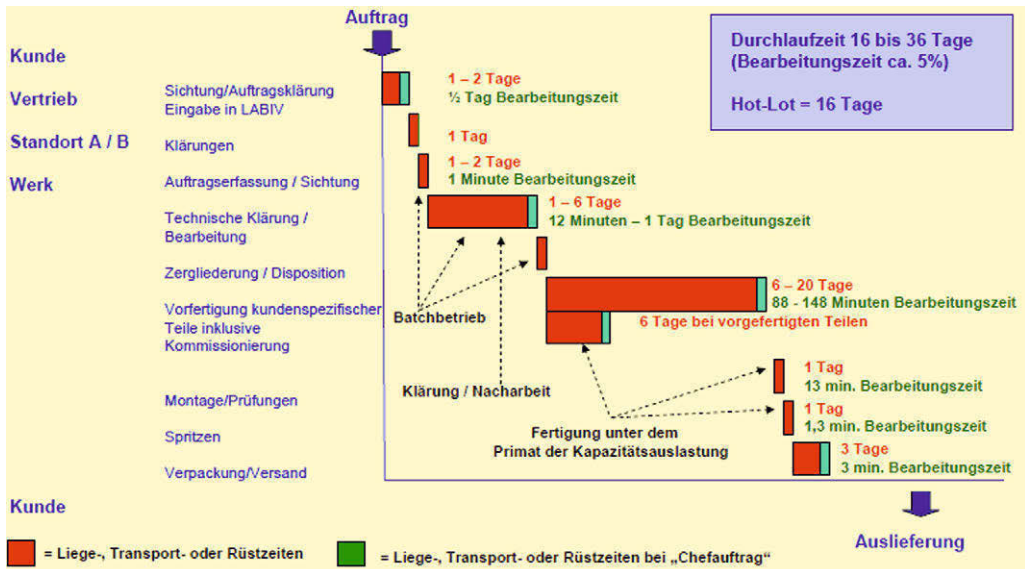 Auftrag
Durchlaufzeit 16 bis 36 Tage
(Bearbeitungszeit ca. 5%)
Hot-Lot = 16 Tage
Kunde
Vertrieb
Standort A / B
Werk
Sichtung/Auftragsklärung
Eingabe in LABIV
1 – 2 Tage
½ Tag Bearbeitungszeit
Klärungen
1 Tag
Auftragserfassung / Sichtung
1 – 2 Tage
1 Minute Bearbeitungszeit
Technische Klärung /
Bearbeitung
1 – 6 Tage
12 Minuten – 1 Tag Bearbeitungszeit
Zergliederung / Disposition
Vorfertigung kundenspezifischer
Teile inklusive
Kommissionierung
6 – 20 Tage
88 - 148 Minuten Bearbeitungszeit
6 Tage bei vorgefertigten Teilen
Batchbetrieb
Klärung / Nacharbeit
Fertigung unter dem
Primat der Kapazitätsauslastung
Montage/Prüfungen
1 Tag
13 min. Bearbeitungszeit
Spritzen
1 Tag
1,3 min. Bearbeitungszeit
Verpackung/Versand
3 Tage
3 min. Bearbeitungszeit
Kunde
Auslieferung
= Liege-, Transport- oder Rüstzeiten
= Liege-, Transport- oder Rüstzeiten bei „Chefauftrag“